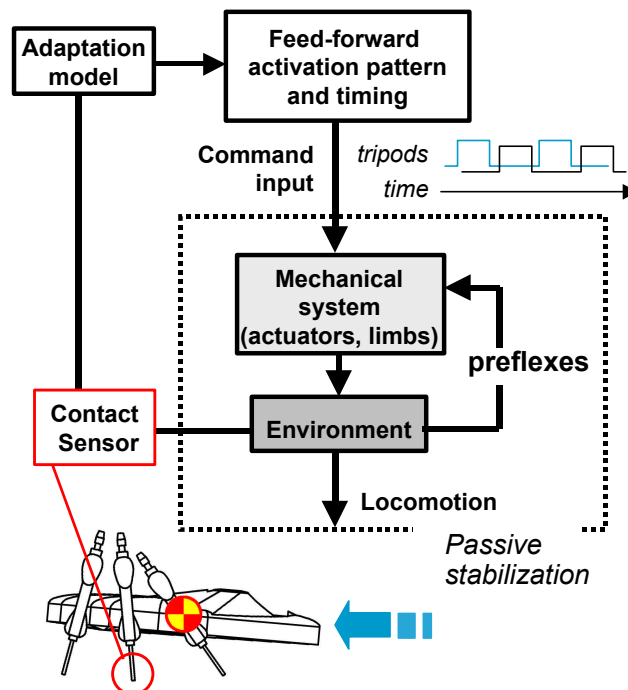 Adaptation
model
Feed-forward
activation pattern
and timing
Command
input
tripods
time
Mechanical
system
(actuators, limbs)
preflexes
Contact
Sensor
Environment
Locomotion
Passive
stabilization